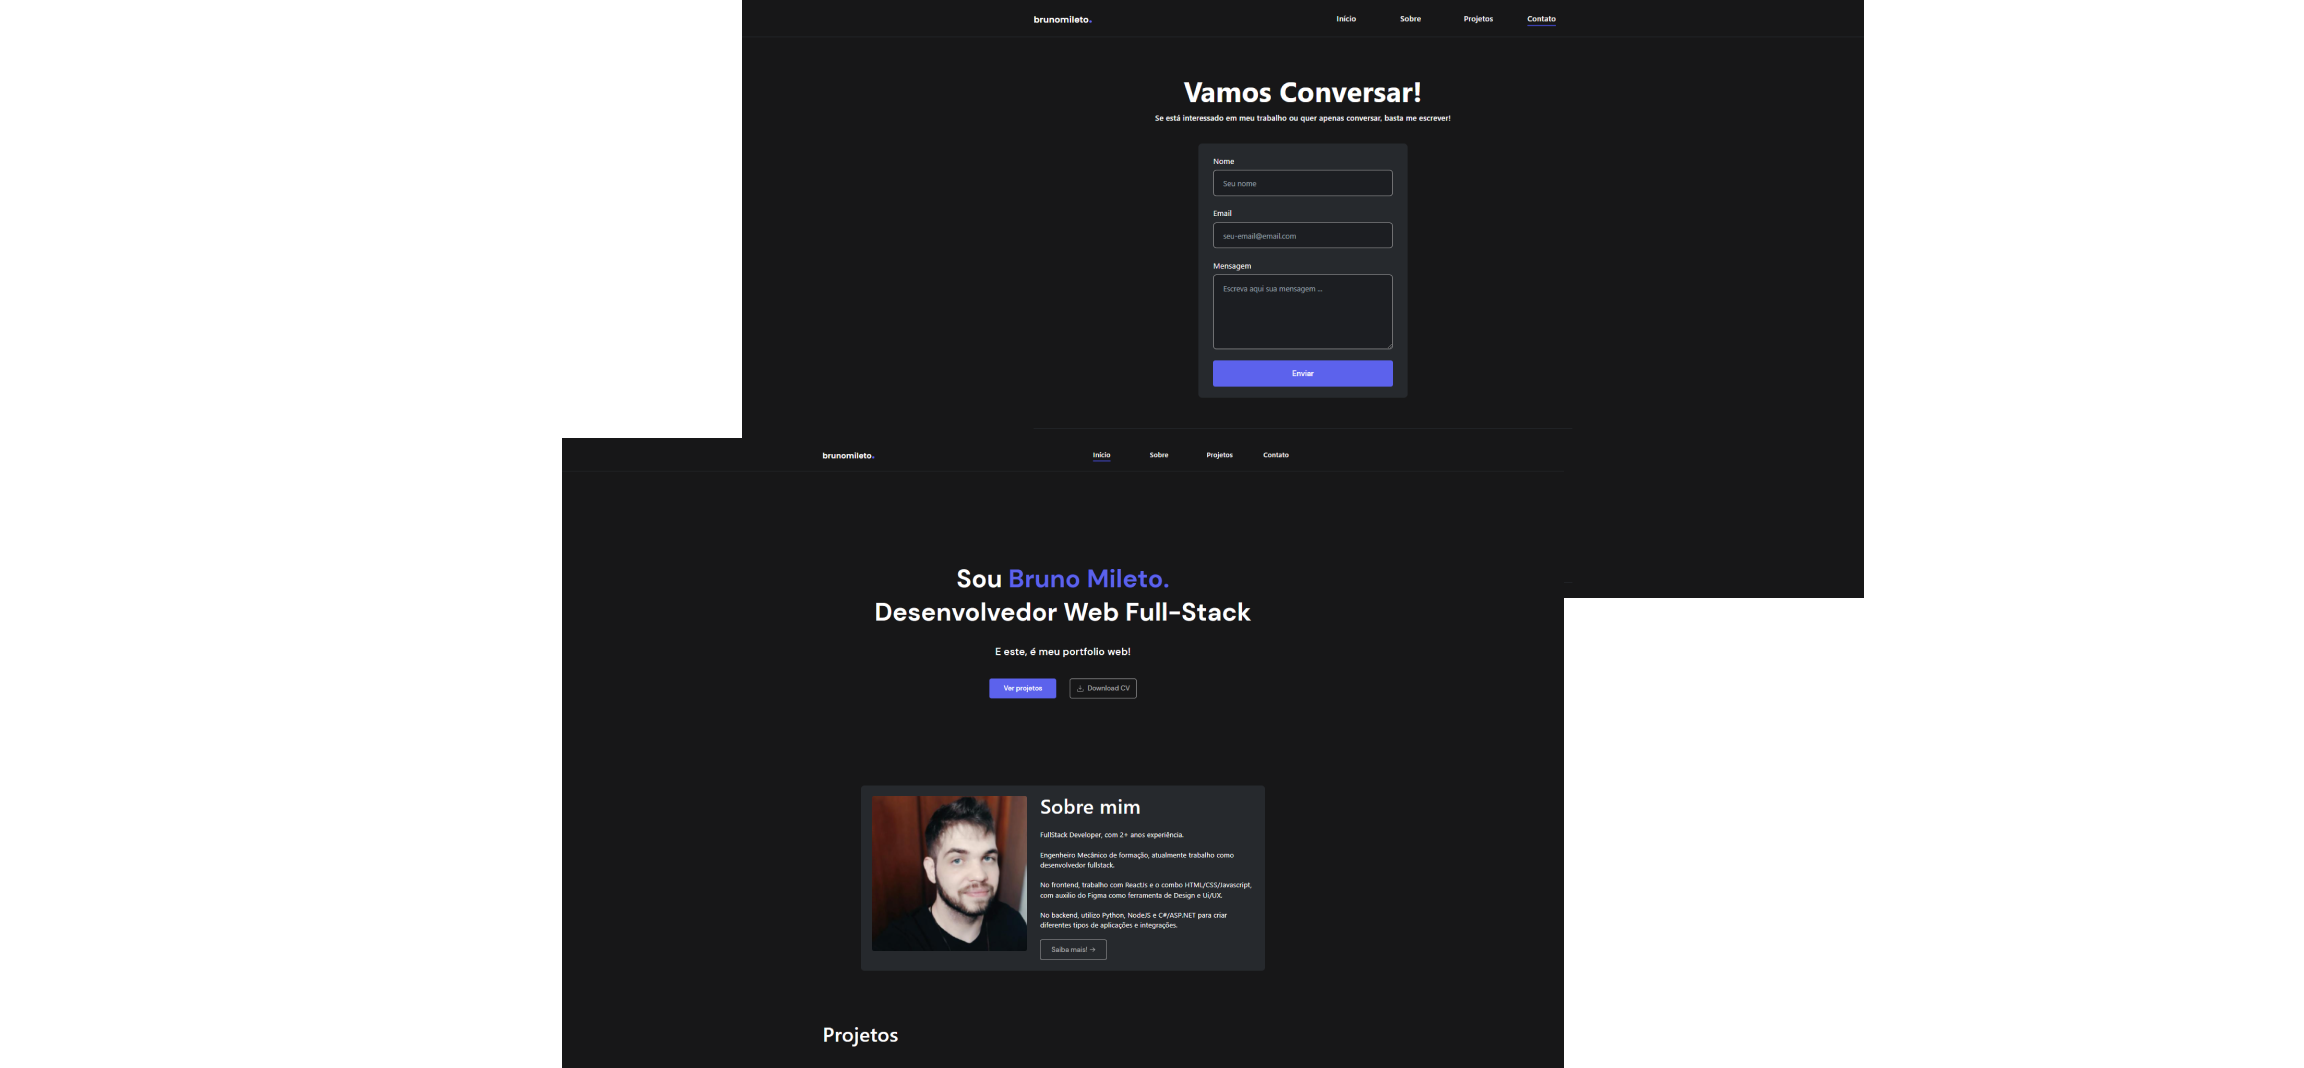 brunomileto.
Início Sobre Projetos Contato
Vamos Conversar!
Se está interessado em meu trabalho ou quer apenas conversar, basta me escrever!
Nome
Seu nome
Email
seu-email@email.com
Mensagem
Escreva aqui sua mensagem ...
Enviar
brunomileto.
Início Sobre Projetos Contato
Sou Bruno Mileto.
Desenvolvedor Web Full-Stack
E este, é meu portfolio web!
Ver projetos
Download CV
Sobre mim
FullStack Developer, com 2+ anos experiência.
Engenheiro Mecânico de formação, atualmente trabalho como
desenvolvedor fullstack.
No frontend, trabalho com ReactJs e o combo HTML/CSS/Javascript,
com auxilio do Figma como ferramenta de Design e Ui/UX.
No backend, utilizo Python, NodeJS e C#/ASP.NET para criar
diferentes tipos de aplicações e integrações.
Saiba mais! →
Projetos